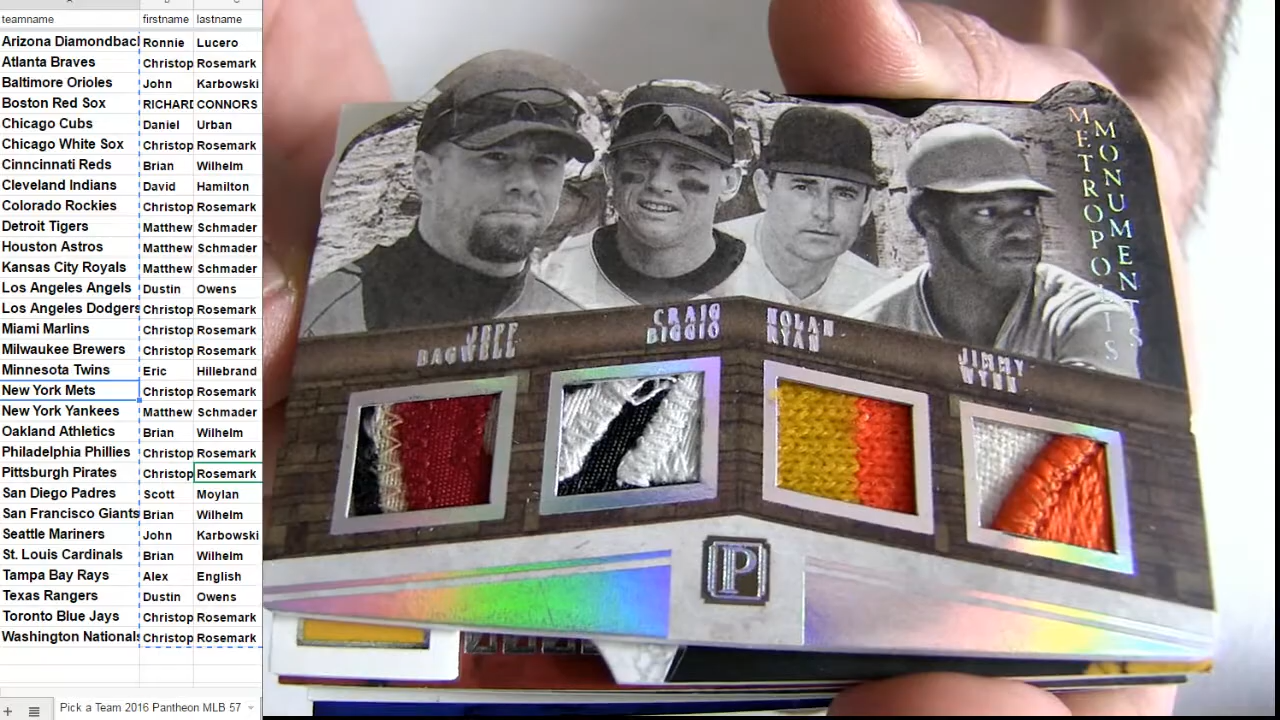 teamname firstname lastname
Arizona Diamondbac Ronnie Lucero
Atlanta Braves Christop Rosemark
Baltimore Orioles John Karbowski
Boston Red Sox RICHARD CONNORS
Chicago Cubs Daniel Urban
Chicago White Sox Christop Rosemark
Cinncinnati Reds Brian Wilhelm
Cleveland Indians David Hamilton
Colorado Rockies Christop Rosemark
Detroit Tigers Matthew Schmader
Houston Astros Matthew Schmader
Kansas City Royals Matthew Schmader
Los Angeles Angels Dustin Owens
Los Angeles Dodgers Christop Rosemark
Miami Marlins Christop Rosemark
Milwaukee Brewers Christop Rosemark
Minnesota Twins Eric Hillebrand
New York Mets Christop Rosemark
New York Yankees Matthew Schmader
Oakland Athletics Brian Wilhelm
Philadelphia Phillies Christop Rosemark
Pittsburgh Pirates Christop Rosemark
San Diego Padres Scott Moylan
San Francisco Giants Brian Wilhelm
Seattle Mariners John Karbowski
St. Louis Cardinals Brian Wilhelm
Tampa Bay Rays Alex English
Texas Rangers Dustin Owens
Toronto Blue Jays Christop Rosemark
Washington Nationals Christop Rosemark
Pick a Team 2016 Pantheon MLB 57
METROPOLIS
MONUMENTS
JEFF
BAGWELL
CRAIG
BIGGIO
NOLAN
RYAN
JIMMY
WYNN
P